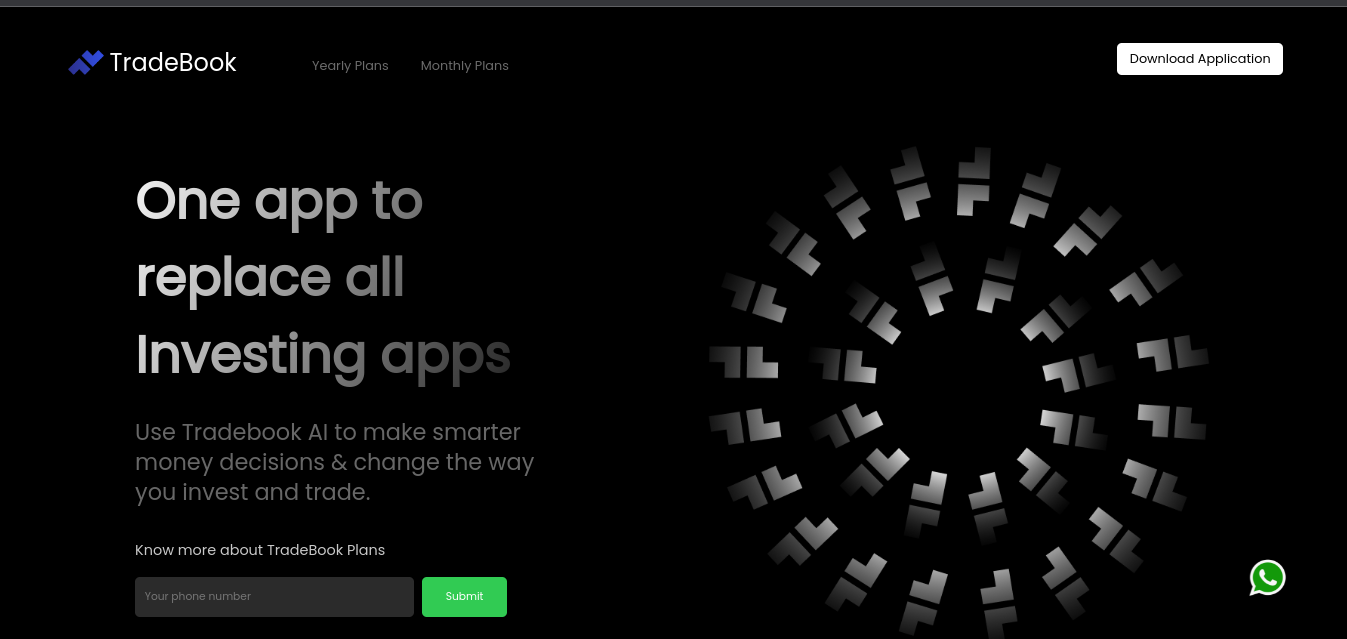 TradeBook
Yearly Plans
Monthly Plans
Download Application
One app to
replace all
Investing apps
Use Tradebook AI to make smarter
money decisions & change the way
you invest and trade.
Know more about TradeBook Plans
Your phone number
Submit